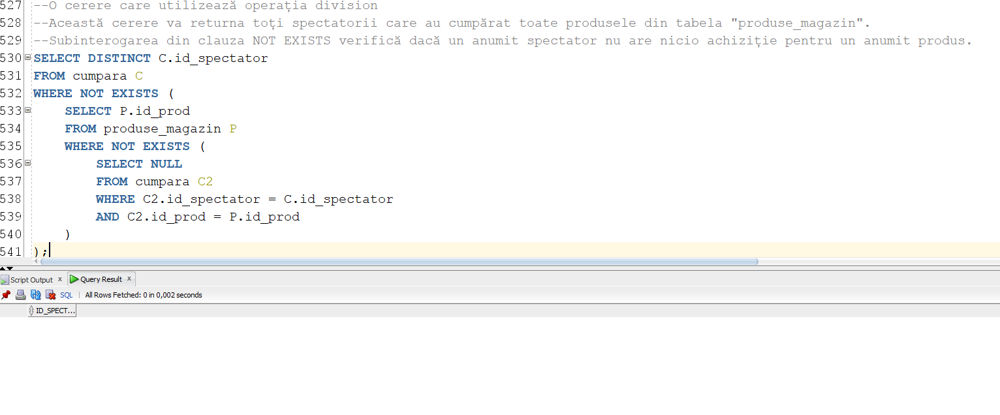 527 --O cerere care utilizează operația division
528 --Această cerere va returna toți spectatorii care au cumpărat toate produsele din tabela "produse_magazin".
529 --Subinterogarea din clauza NOT EXISTS verifică dacă un anumit spectator nu are nicio achiziție pentru un anumit produs.
530 SELECT DISTINCT C.id_spectator
531 FROM cumpara C
532 WHERE NOT EXISTS (
533     SELECT P.id_prod
534     FROM produse_magazin P
535     WHERE NOT EXISTS (
536         SELECT NULL
537         FROM cumpara C2
538         WHERE C2.id_spectator = C.id_spectator
539         AND C2.id_prod = P.id_prod
540     )
541 );
Script Output x Query Result x
SQL | All Rows Fetched: 0 in 0,002 seconds
ID_SPECT...